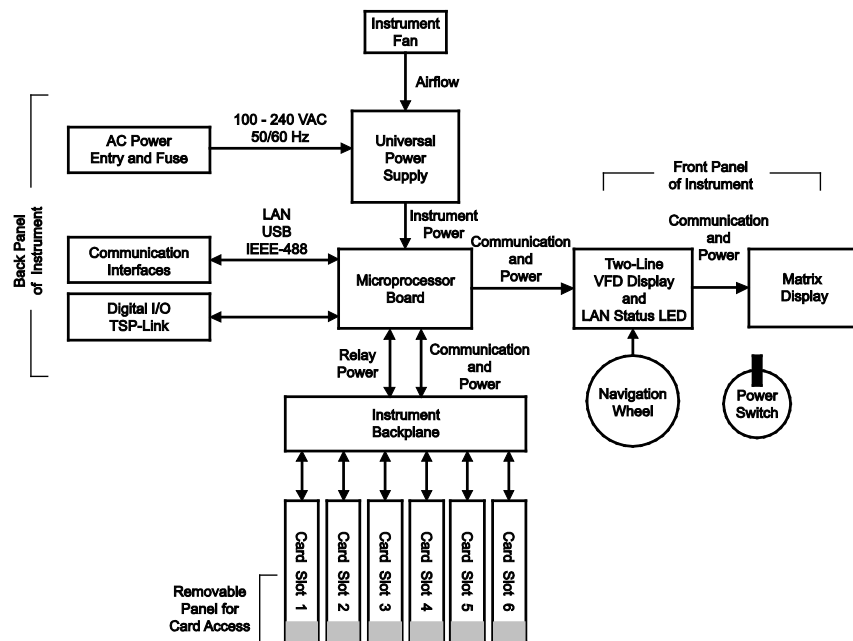 Instrument
Fan
Airflow
100 - 240 VAC
50/60 Hz
AC Power
Entry and Fuse
Universal
Power
Supply
Front Panel
of Instrument
Back Panel
of Instrument
LAN
USB
IEEE-488
Instrument
Power
Communication
and
Power
Communication
and
Power
Communication
Interfaces
Microprocessor
Board
Two-Line
VFD Display
and
LAN Status LED
Matrix
Display
Digital I/O
TSP-Link
Relay
Power
Communication
and
Power
Navigation
Wheel
Power
Switch
Instrument
Backplane
Card Slot 1
Card Slot 2
Card Slot 3
Card Slot 4
Card Slot 5
Card Slot 6
Removable
Panel for
Card Access